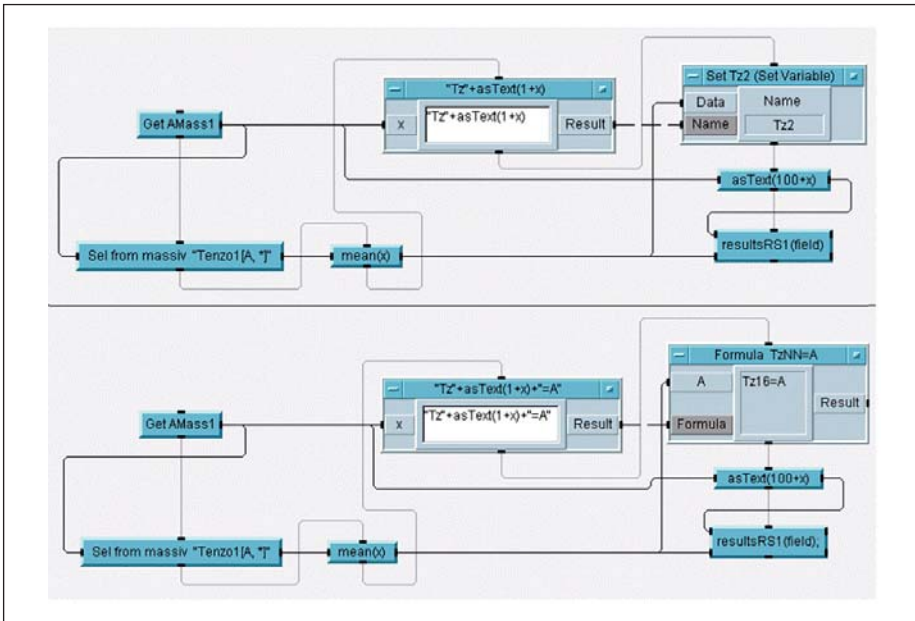 "Tz"+asText(1+x)
Set Tz2 (Set Variable)
Get AMass1
x
"Tz"+asText(1+x)
Result
Data
Name
Name
Tz2
asText(100+x)
Sel from massiv "Tenzo1[A, *]"
mean(x)
resultsRS1(field)
Formula TzNN=A
"Tz"+asText(1+x)+"=A"
A
Tz16=A
Result
Get AMass1
x
"Tz"+asText(1+x)+"=A"
Result
Formula
asText(100+x)
Sel from massiv "Tenzo1[A, *]"
mean(x)
resultsRS1(field);